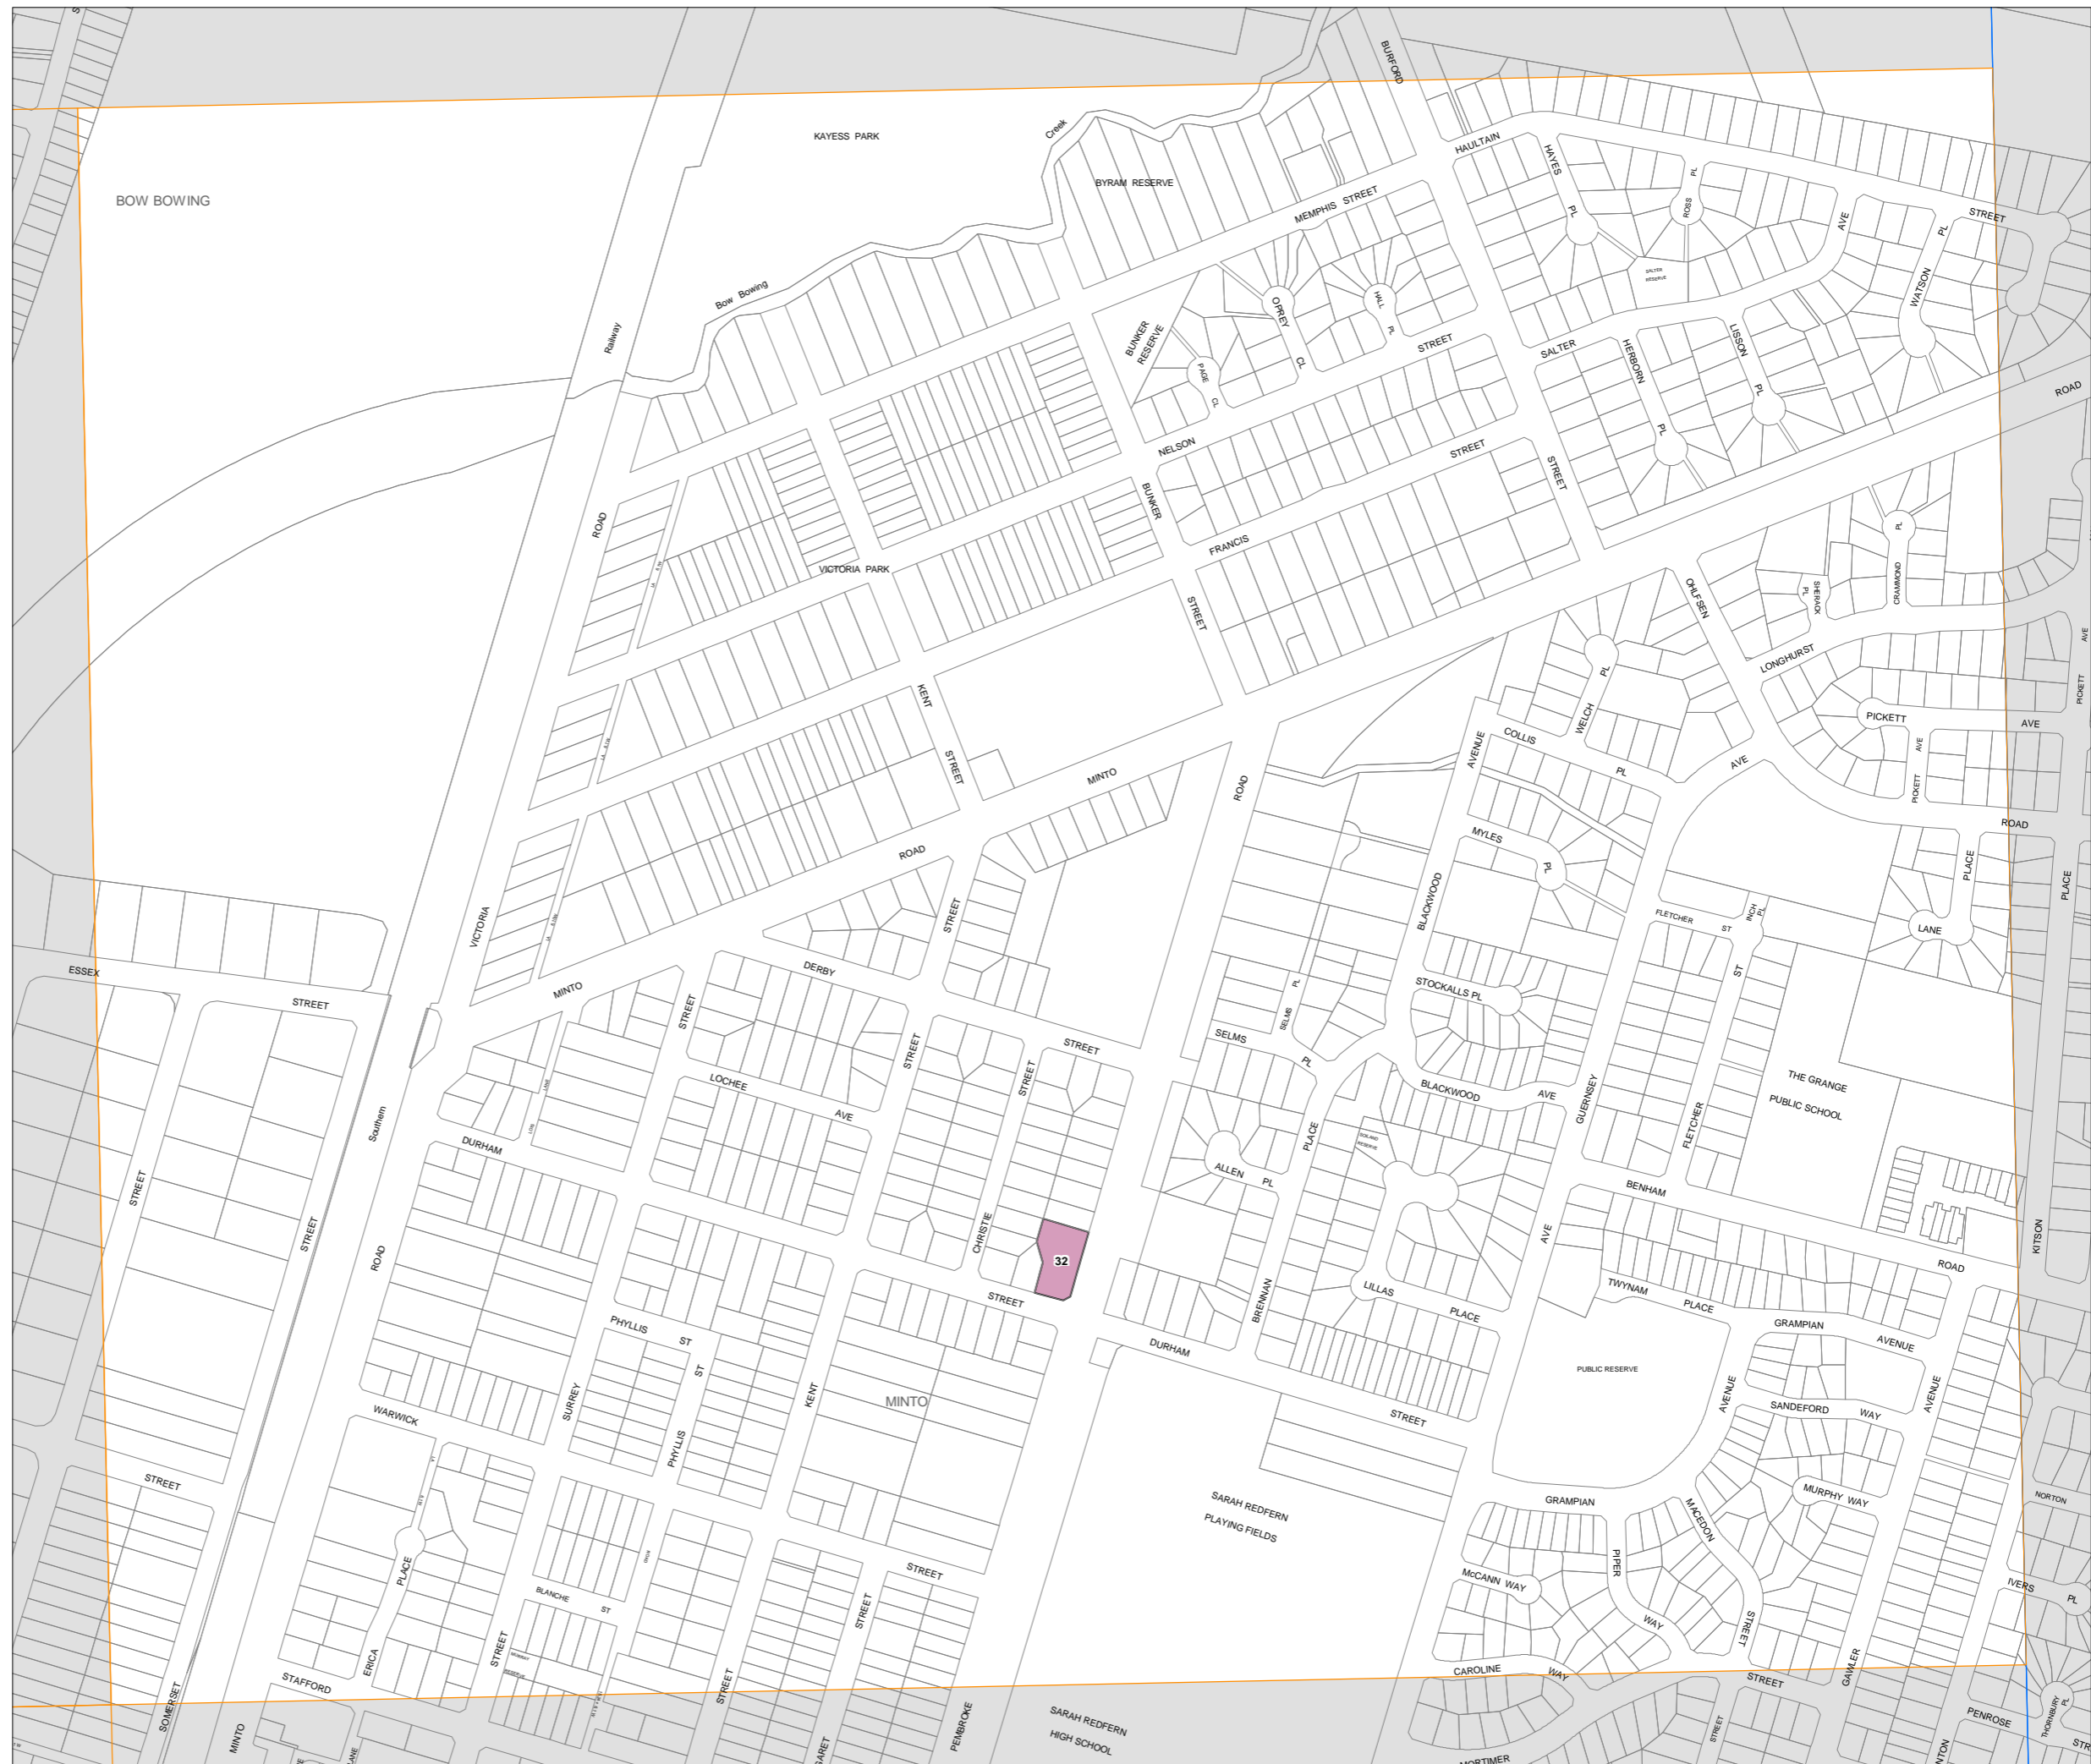 BURFORD
KAYESS PARK
Creek
HAULTAIN
HAYES
PL
PL
ROSS
BYRAM RESERVE
BOW BOWING
MEMPHIS STREET
STREET
AVE
PL
WATSON
SALTER
RESERVE
Bow Bowing
OPREY
CL
HALL
PL
BUNKER
RESERVE
PAGE
CL
STREET
SALTER
HERBORN
PL
LISSON
PL
Railway
ROAD
NELSON
STREET
STREET
BUNKER
STREET
FRANCIS
ROAD
VICTORIA PARK
PL
CRAMMOND
SHERACK
PL
OHLFSEN
LONGHURST
AVE
PICKETT
KENT
STREET
WELCH
PL
PICKETT
AVE
AVE
PICKETT
AVENUE
COLLIS
PL
AVE
MINTO
ROAD
ROAD
MYLES
PL
ROAD
PLACE
PLACE
VICTORIA
STREET
BLACKWOOD
FLETCHER
ST
INCH
PL
LANE
ESSEX
STREET
MINTO
DERBY
STREET
STREET
STOCKALLS PL
ST
SELMS
PL
SELMS
PL
STREET
STREET
LOCHEE
AVE
BLACKWOOD
AVE
GUERNSEY
FLETCHER
THE GRANGE
PUBLIC SCHOOL
Southern
DURHAM
PLACE
ALLEN
PL
BENHAM
ROAD
KITSON
STREET
STREET
ROAD
CHRISTIE
32
STREET
BRENNAN
LILLAS
PLACE
AVE
TWYNAM
PLACE
GRAMPIAN
AVENUE
PHYLLIS
ST
ST
PHYLLIS
SURREY
KENT
DURHAM
STREET
PUBLIC RESERVE
MINTO
WARWICK
AVENUE
AVENUE
SANDEFORD
WAY
MURPHY WAY
STREET
SARAH REDFERN
PLAYING FIELDS
GRAMPIAN
MACEDON
NORTON
PLACE
ERICA
BLANCHE
ST
STREET
STREET
McCANN WAY
PIPER
WAY
STREET
IVERS
PL
STAFFORD
STREET
SOMERSET
MINTO
STREET
PEMBROKE
SARAH REDFERN
HIGH SCHOOL
CAROLINE
WAY
STREET
GAWLER
STREET
PENROSE
THORNBURY
PL
MORTIMER